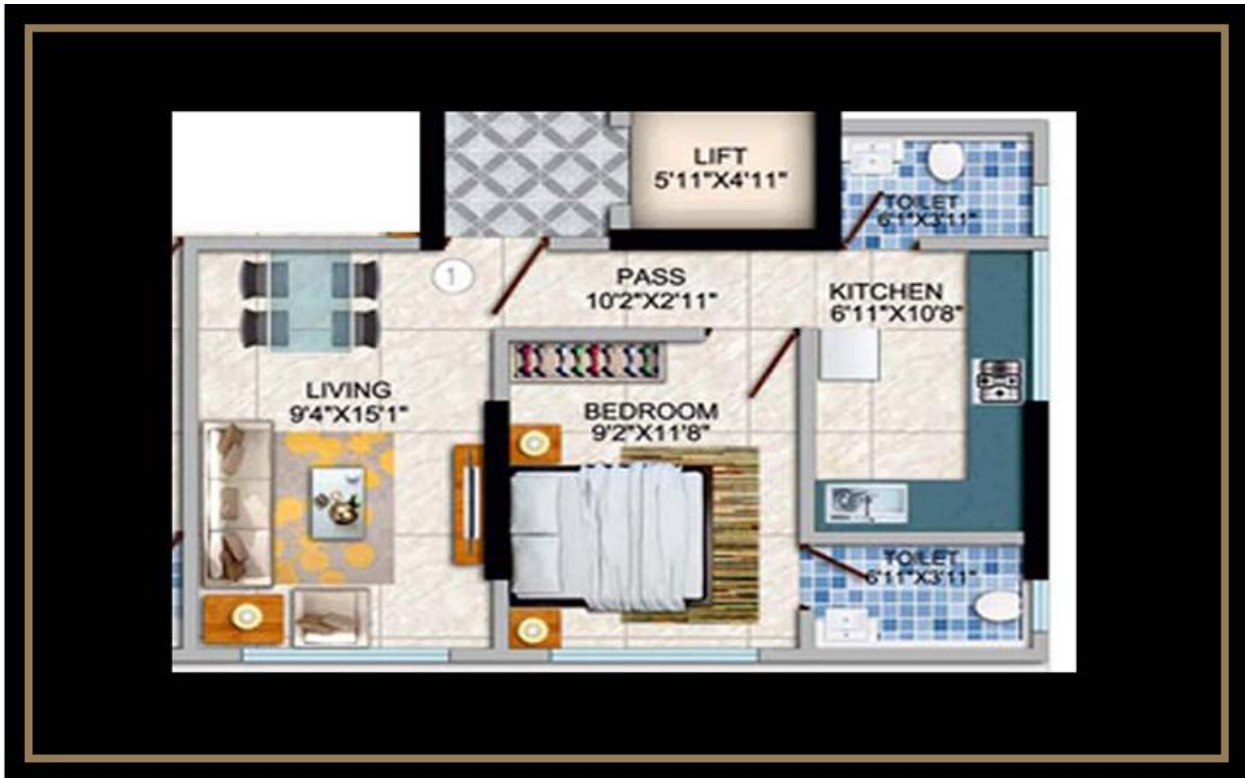 LIFT
5'11"X4'11"
TOILET
6'1"X3'11"
1
PASS
10'2"X2'11"
KITCHEN
6'11"X10'8"
LIVING
9'4"X15'1"
BEDROOM
9'2"X11'8"
TOILET
6'11"X3'11"